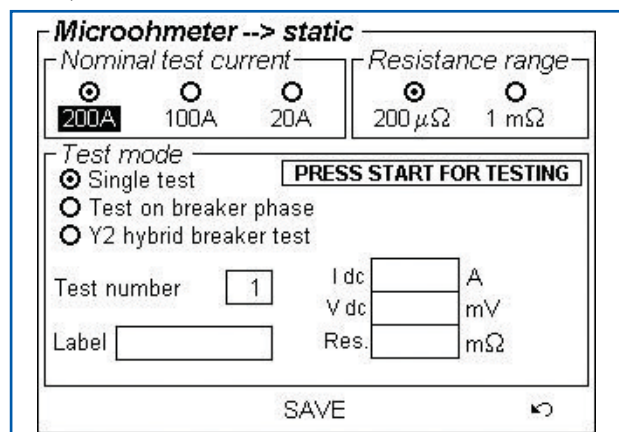 Microohmeter --> static
Nominal test current
200A 100A 20A
Resistance range
200 μΩ 1 mΩ
Test mode
Single test
PRESS START FOR TESTING
Test on breaker phase
Y2 hybrid breaker test
Test number 1
Label
I dc A
V dc mV
Res. mΩ
SAVE